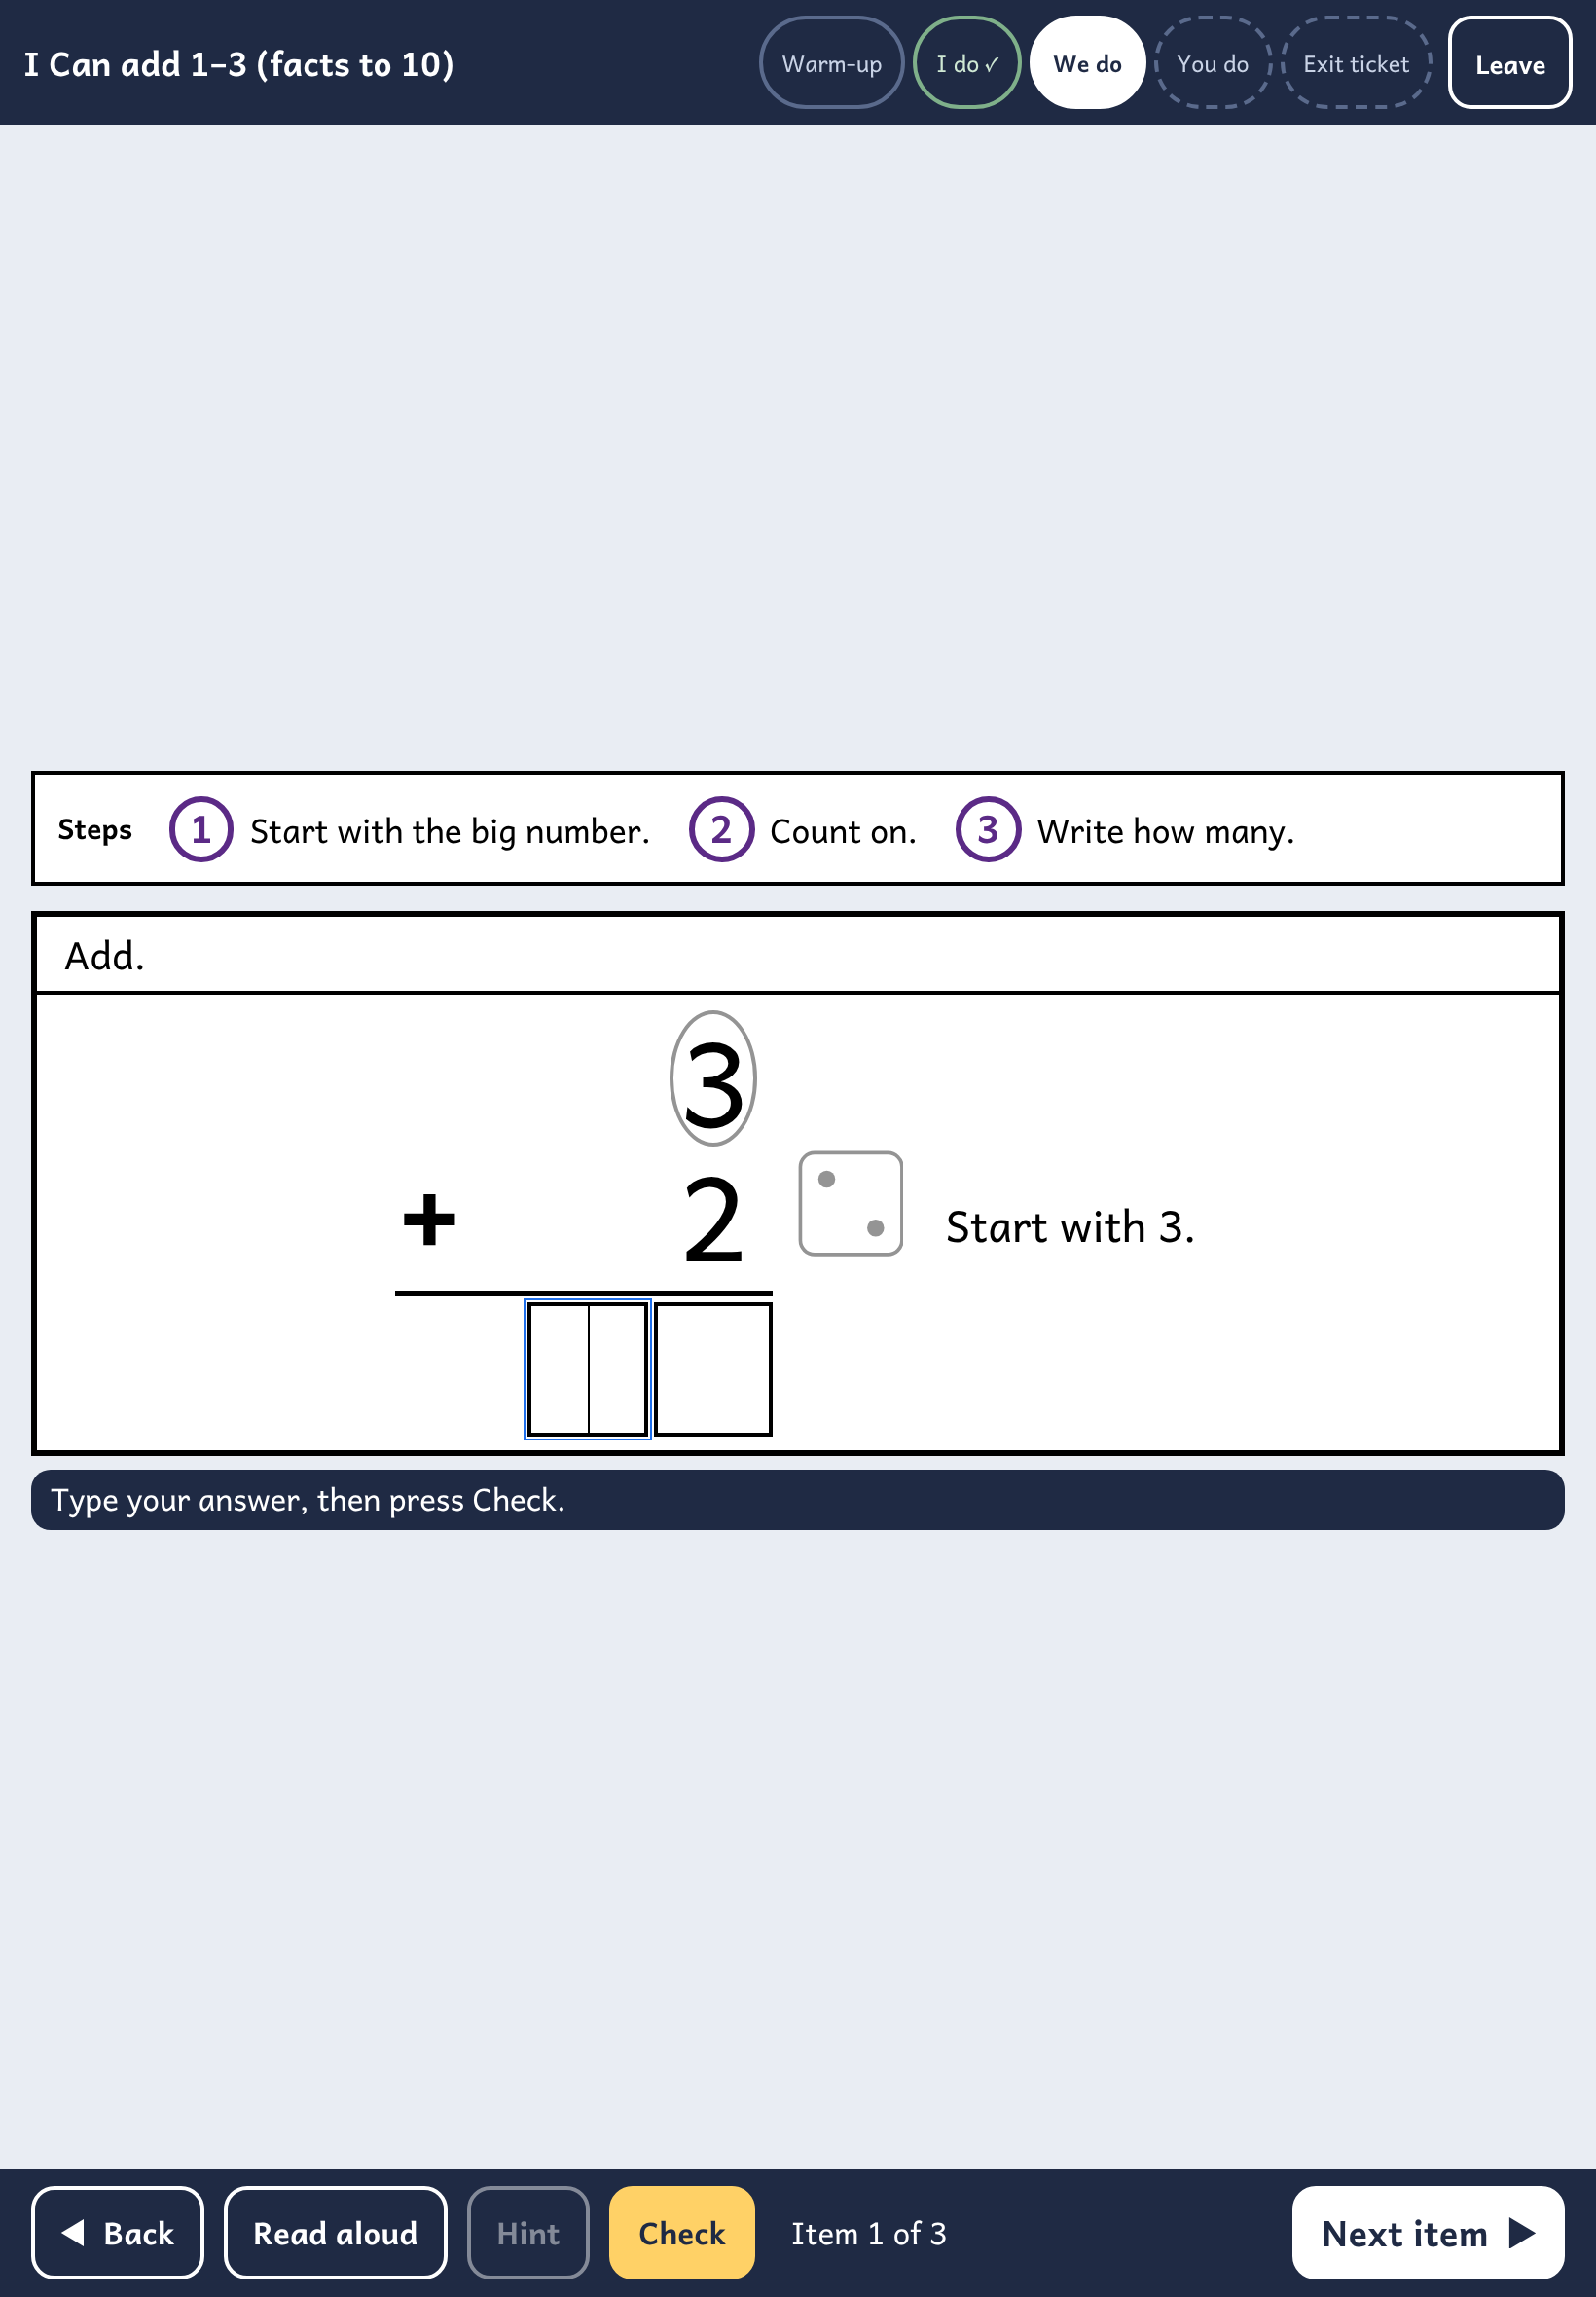 I Can add 1–3 (facts to 10)
Warm-up
I do ✓
We do
You do
Exit ticket
Leave
Steps 1 Start with the big number. 2 Count on. 3 Write how many.
Add.
3
+ 2
Start with 3.
Type your answer, then press Check.
◀ Back
Read aloud
Hint
Check
Item 1 of 3
Next item ▶